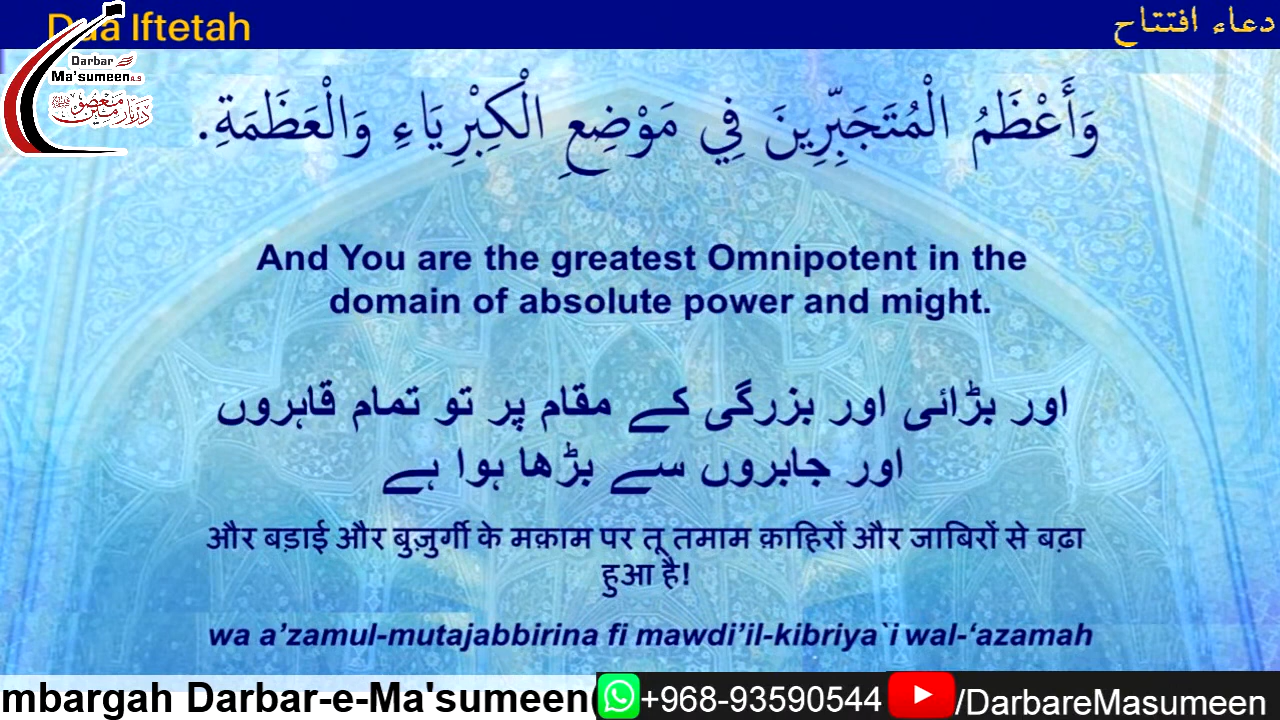 Dua Iftetah
دعاء افتتاح
Darbar
Ma'sumeen a.s
وَأَعْظَمُ الْمُتَجَبِّرِينَ فِي مَوْضِعِ الْكِبْرِيَاءِ وَالْعَظَمَةِ.
And You are the greatest Omnipotent in the
domain of absolute power and might.
اور بڑائی اور بزرگی کے مقام پر تو تمام قاہروں
اور جابروں سے بڑھا ہوا ہے
और बड़ाई और बुज़ुर्गी के मक़ाम पर तू तमाम क़ाहिरों और जाबिरों से बढ़ा
हुआ है!
wa a’zamul-mutajabbirina fi mawdi’il-kibriya`i wal-‘azamah
mbargah Darbar-e-Ma'sumeen(
+968-93590544
/DarbareMasumeen